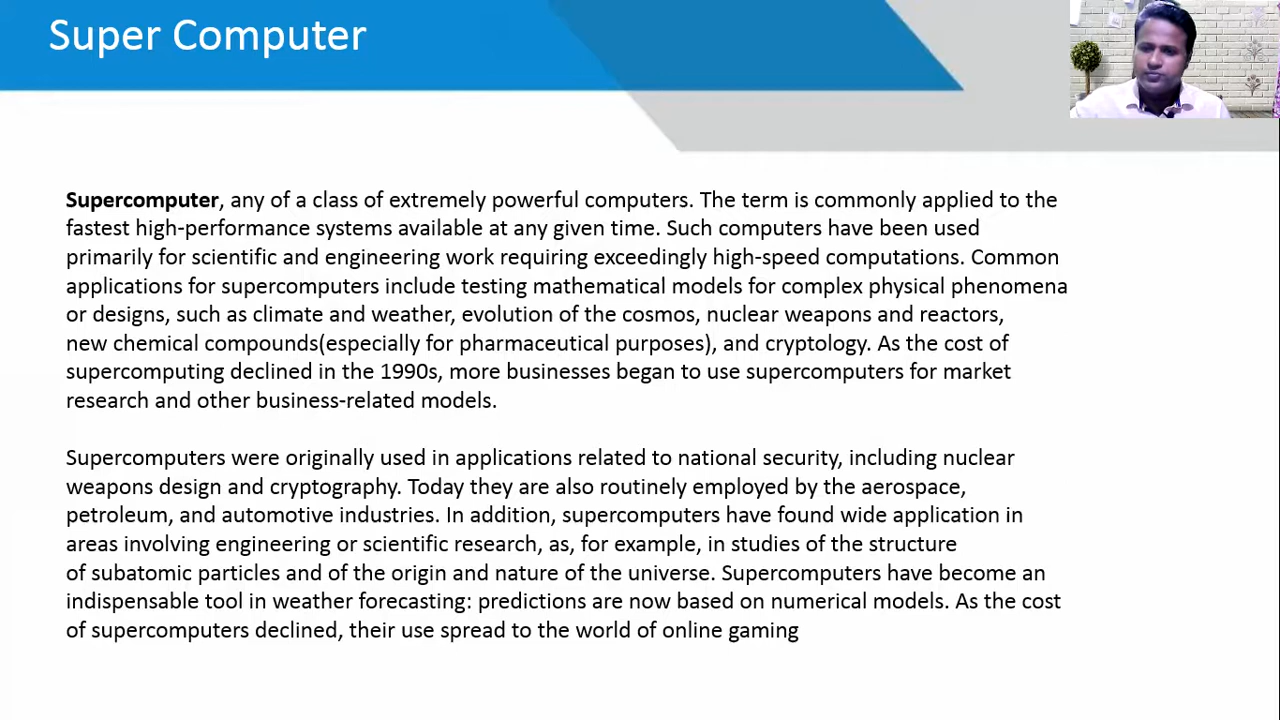 Super Computer
Supercomputer, any of a class of extremely powerful computers. The term is commonly applied to the
fastest high-performance systems available at any given time. Such computers have been used
primarily for scientific and engineering work requiring exceedingly high-speed computations. Common
applications for supercomputers include testing mathematical models for complex physical phenomena
or designs, such as climate and weather, evolution of the cosmos, nuclear weapons and reactors,
new chemical compounds(especially for pharmaceutical purposes), and cryptology. As the cost of
supercomputing declined in the 1990s, more businesses began to use supercomputers for market
research and other business-related models.
Supercomputers were originally used in applications related to national security, including nuclear
weapons design and cryptography. Today they are also routinely employed by the aerospace,
petroleum, and automotive industries. In addition, supercomputers have found wide application in
areas involving engineering or scientific research, as, for example, in studies of the structure
of subatomic particles and of the origin and nature of the universe. Supercomputers have become an
indispensable tool in weather forecasting: predictions are now based on numerical models. As the cost
of supercomputers declined, their use spread to the world of online gaming